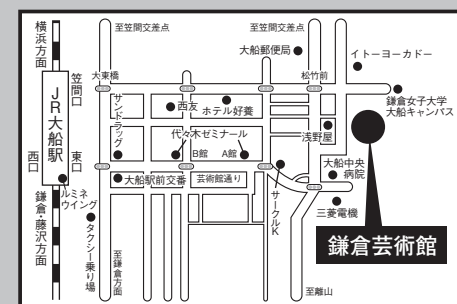 至笠間交差点
至笠間交差点
横浜方面
大船郵便局
イトーヨーカドー
笠間口
大東橋
松竹前
JR大船駅
サンドラッグ
西友
ホテル好養
鎌倉女子大学
大船キャンパス
代々木ゼミナール
浅野屋
B館
A館
西口
東口
大船駅前交番
芸術館通り
サークルK
大船中央
病院
ルミネ
ウイング
三菱電機
鎌倉・藤沢方面
タクシー乗り場
至鎌倉方面
鎌倉芸術館
至離山